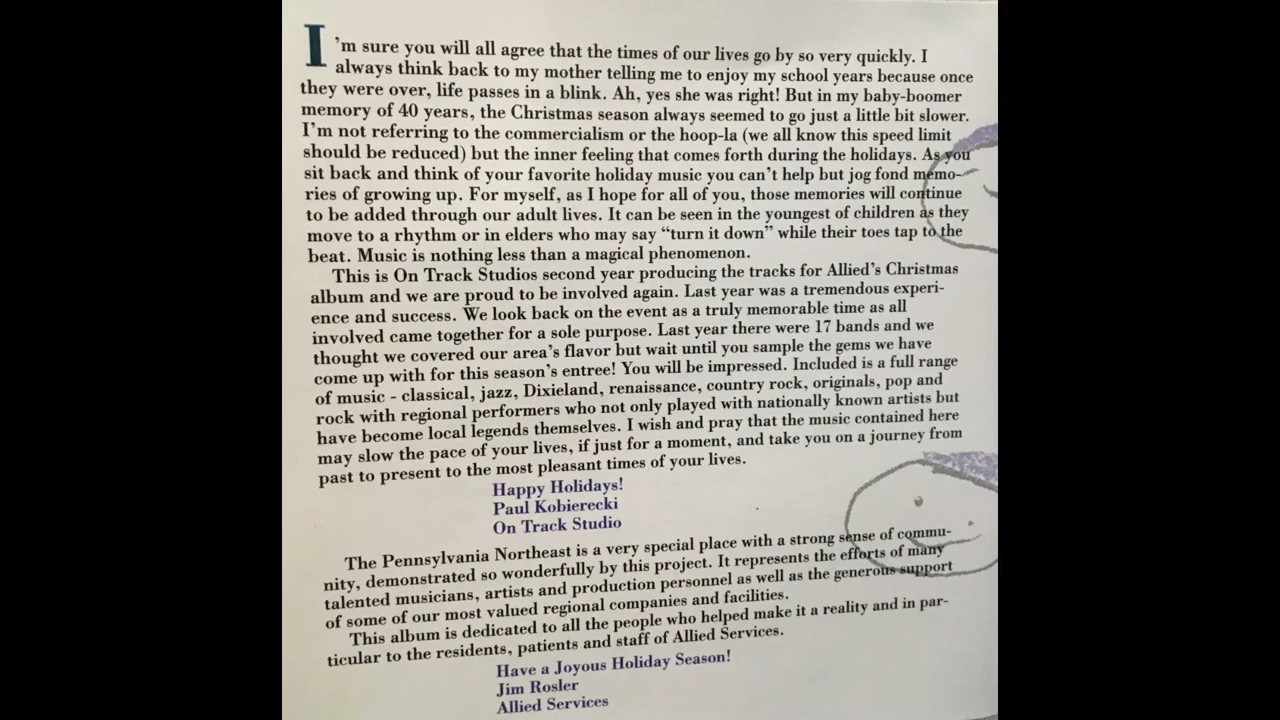 I'm sure you will all agree that the times of our lives go by so very quickly. I
always think back to my mother telling me to enjoy my school years because once
they were over, life passes in a blink. Ah, yes she was right! But in my baby-boomer
memory of 40 years, the Christmas season always seemed to go just a little bit slower.
I'm not referring to the commercialism or the hoop-la (we all know this speed limit
should be reduced) but the inner feeling that comes forth during the holidays. As you
sit back and think of your favorite holiday music you can't help but jog fond memo-
ries of growing up. For myself, as I hope for all of you, those memories will continue
to be added through our adult lives. It can be seen in the youngest of children as they
move to a rhythm or in elders who may say “turn it down” while their toes tap to the
beat. Music is nothing less than a magical phenomenon.
This is On Track Studios second year producing the tracks for Allied's Christmas
album and we are proud to be involved again. Last year was a tremendous experi-
ence and success. We look back on the event as a truly memorable time as all
involved came together for a sole purpose. Last year there were 17 bands and we
thought we covered our area's flavor but wait until you sample the gems we have
come up with for this season's entree! You will be impressed. Included is a full range
of music - classical, jazz, Dixieland, renaissance, country rock, originals, pop and
rock with regional performers who not only played with nationally known artists but
have become local legends themselves. I wish and pray that the music contained here
may slow the pace of your lives, if just for a moment, and take you on a journey from
past to present to the most pleasant times of your lives.
Happy Holidays!
Paul Kobierecki
On Track Studio
The Pennsylvania Northeast is a very special place with a strong sense of commu-
nity, demonstrated so wonderfully by this project. It represents the efforts of many
talented musicians, artists and production personnel as well as the generous support
of some of our most valued regional companies and facilities.
This album is dedicated to all the people who helped make it a reality and in par-
ticular to the residents, patients and staff of Allied Services.
Have a Joyous Holiday Season!
Jim Rosler
Allied Services